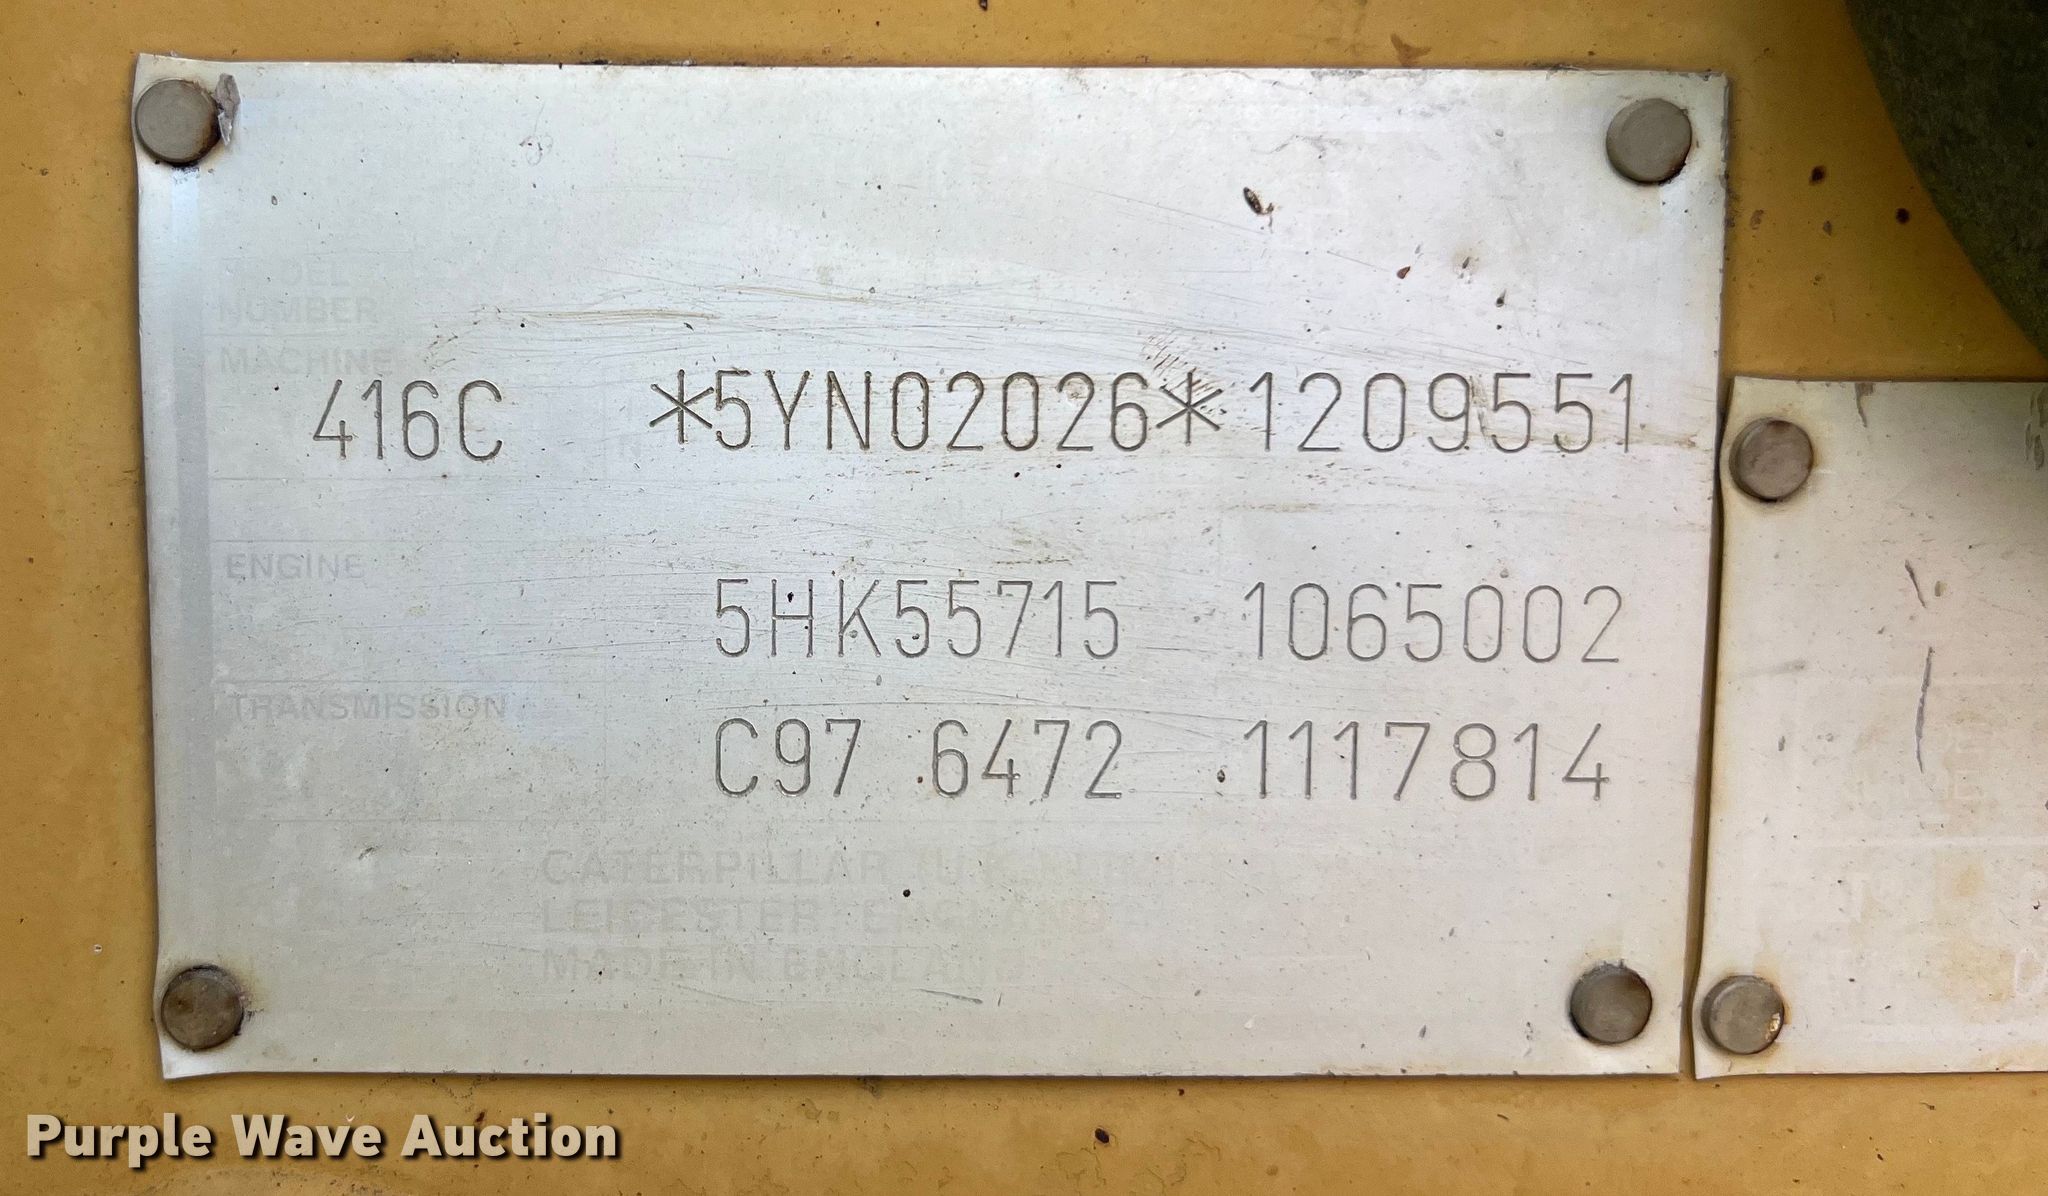 NUMBER
MACHINE
416C *5YN02026* 1209551
ENGINE
5HK55715 1065002
TRANSMISSION
C97 6472 1117814
CATERPILLAR
LEICESTER ENGLAND
MADE IN ENGLAND
Purple Wave Auction